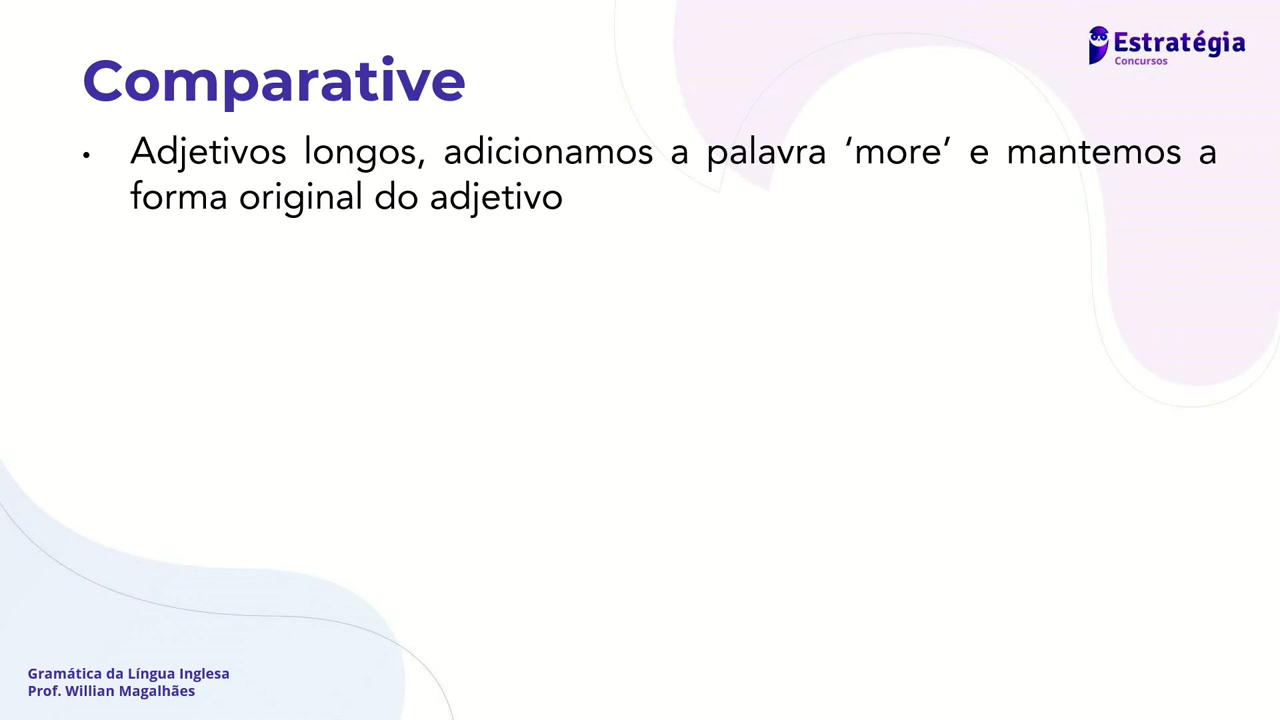 Estratégia
Concursos
Comparative
• Adjetivos longos, adicionamos a palavra ‘more’ e mantemos a
forma original do adjetivo
Gramática da Língua Inglesa
Prof. Willian Magalhães